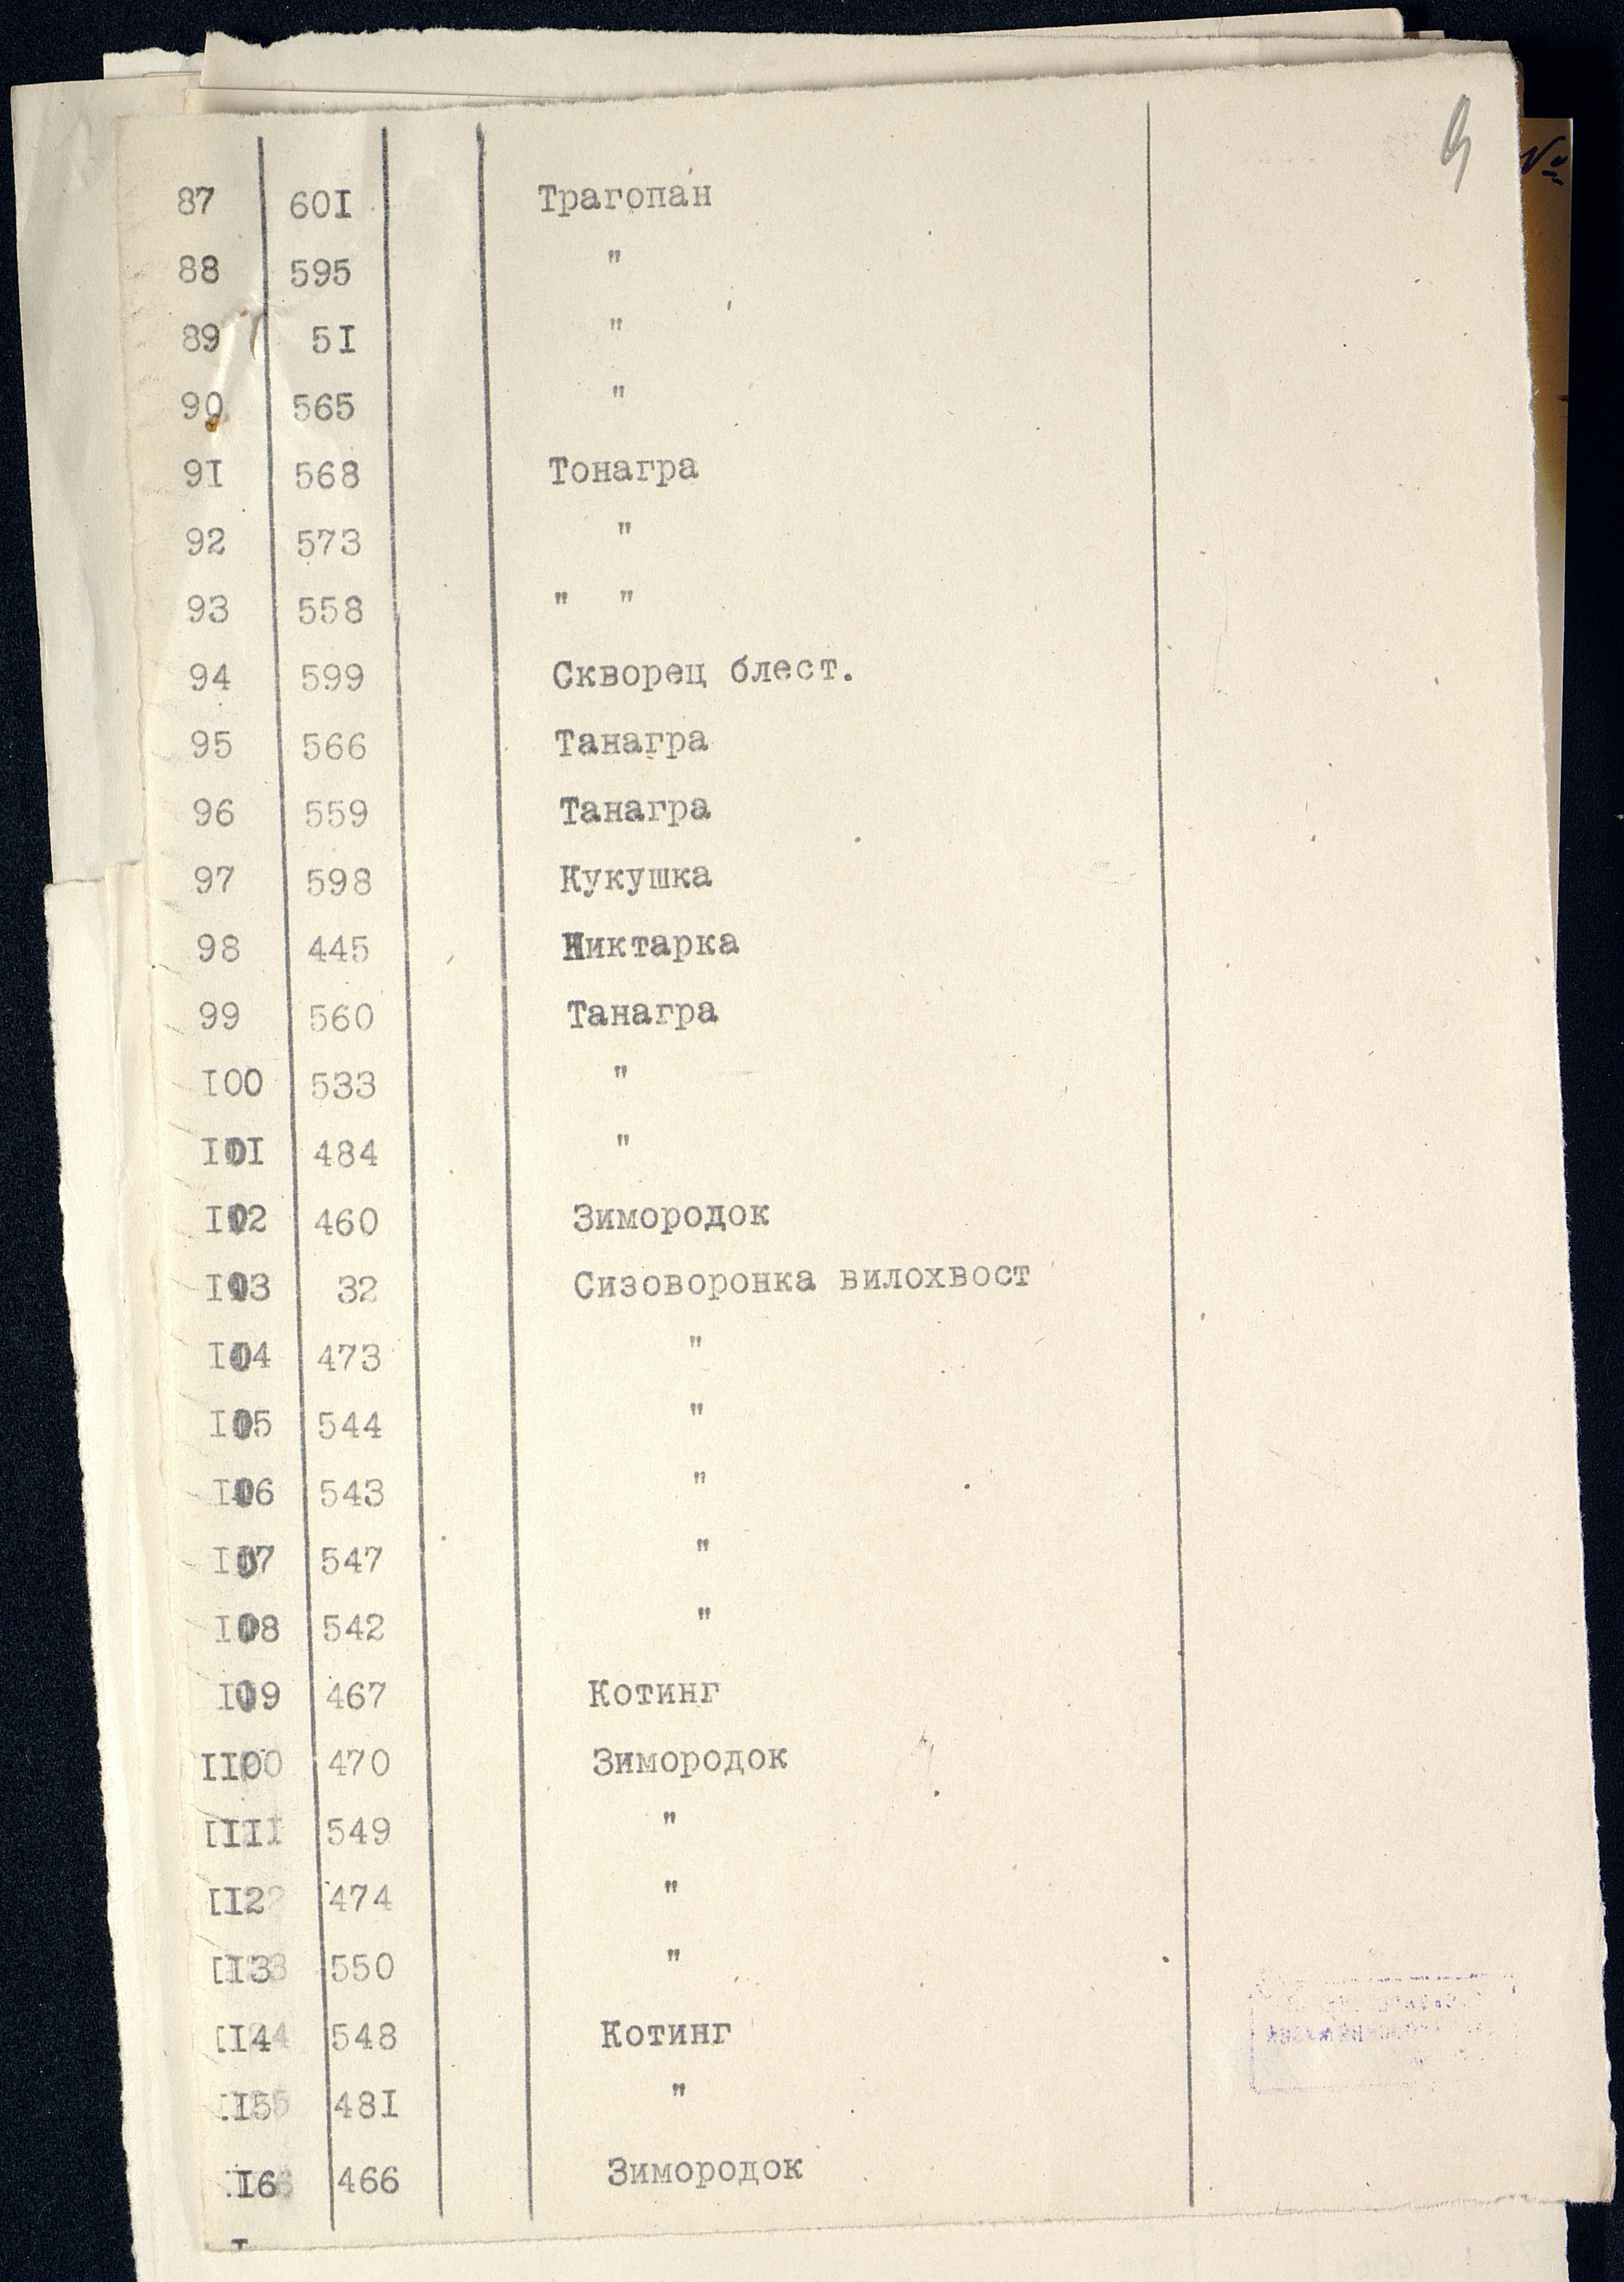 9
№
87 601 Трагопан
88 595 "
89 51 "
90 565 "
91 568 Тонагра
92 573 "
93 558 " "
94 599 Скворец блест.
95 566 Танагра
96 559 Танагра
97 598 Кукушка
98 445 Никтарка
99 560 Танагра
100 533 "
101 484 "
102 460 Зимородок
103 32 Сизоворонка вилохвост
104 473 "
105 544 "
106 543 "
107 547 "
108 542 "
109 467 Котинг
110 470 Зимородок
111 549 "
112 474 "
113 550 "
114 548 Котинг
115 481 "
116 466 Зимородок